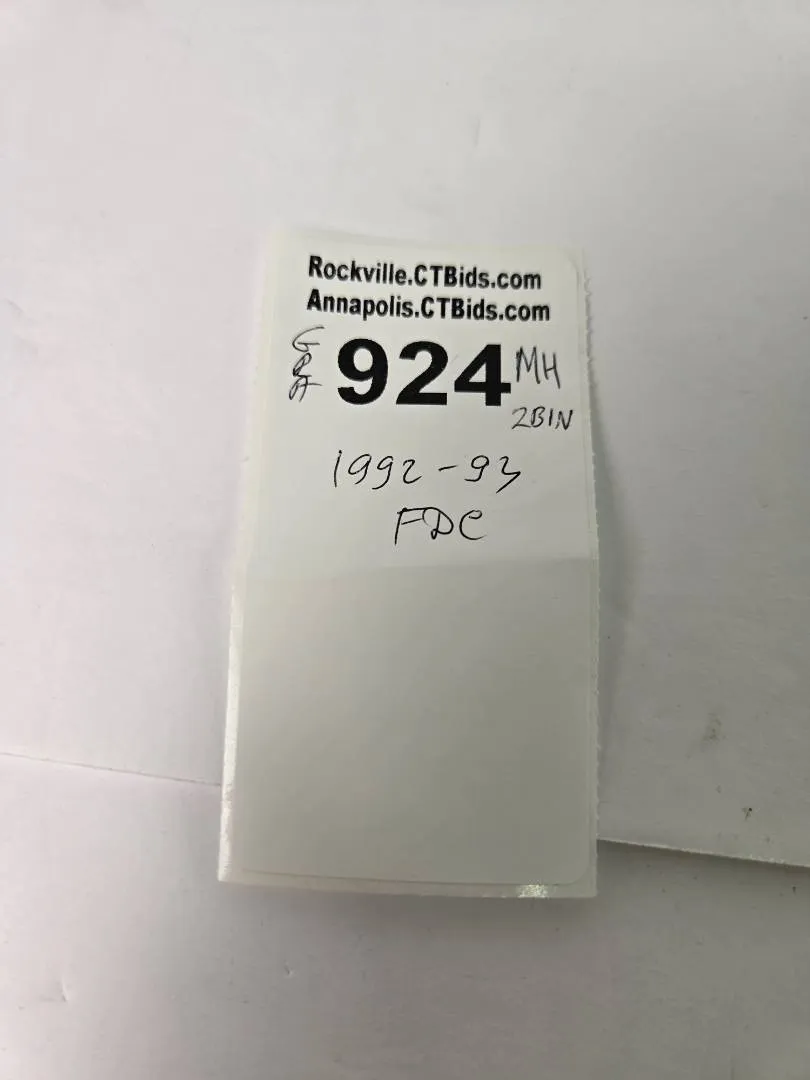 Rockville.CTBids.com
Annapolis.CTBids.com
924 MH
2BIN
1992-93
FDC